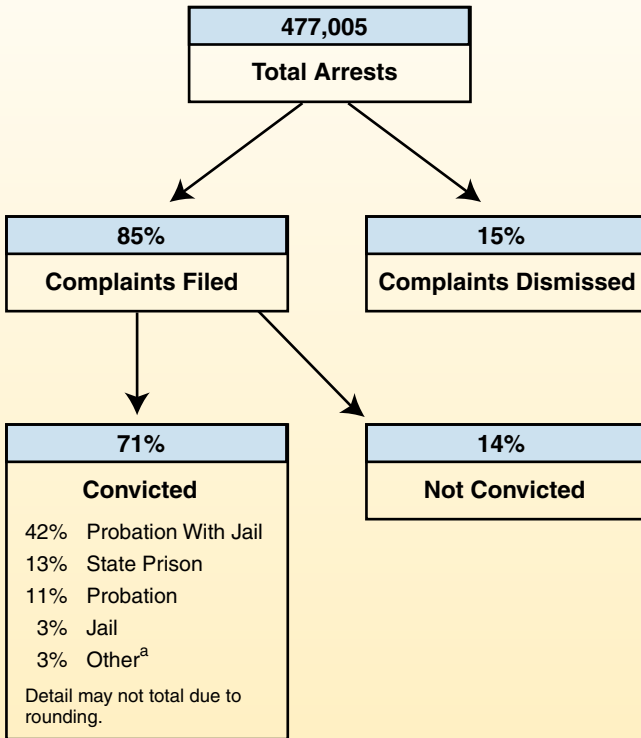 477,005
Total Arrests
85%
Complaints Filed
15%
Complaints Dismissed
71%
Convicted
42% Probation With Jail
13% State Prison
11% Probation
3% Jail
3% Otherᵃ
Detail may not total due to
rounding.
14%
Not Convicted